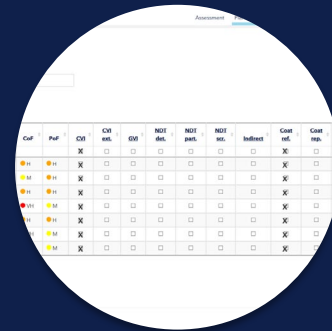 Assessment
CoF PoF CVI CVI ext. GVI NDT det. NDT part. NDT scr. Indirect Coat ref. Coat rep.
H H
M H
H H
VH M
H H
M
M